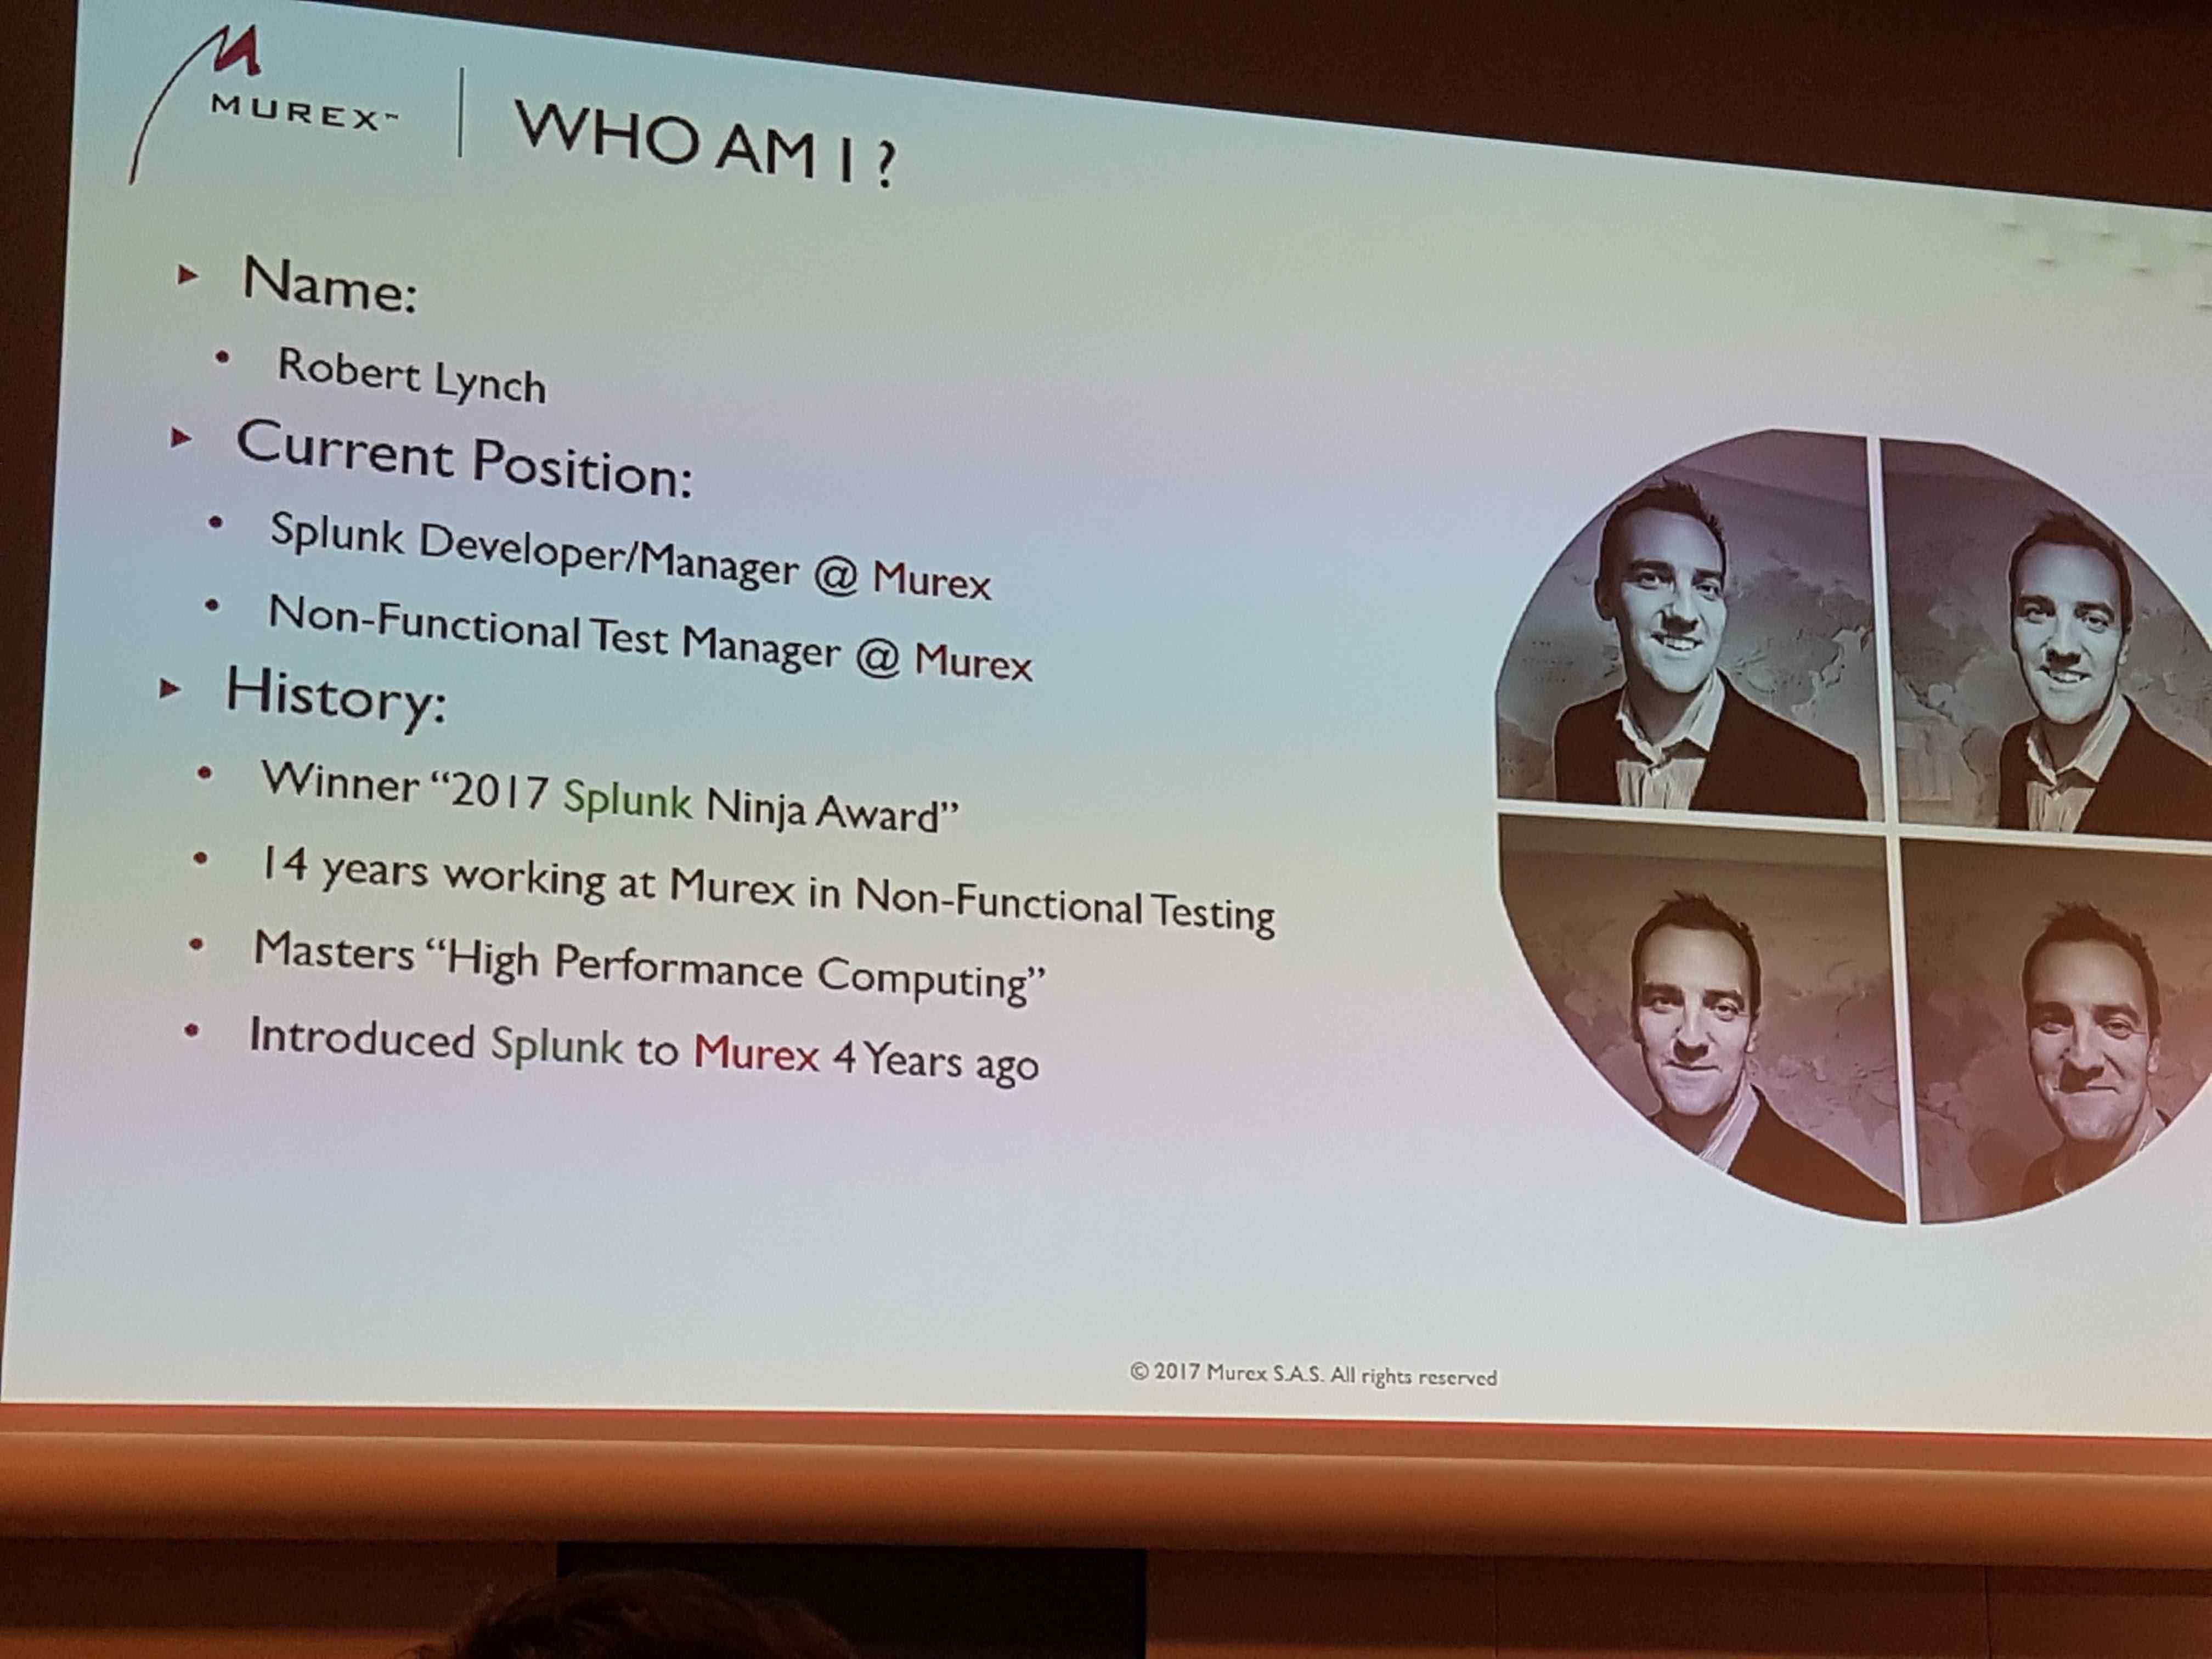 MUREX™
WHO AM I ?
Name:
Robert Lynch
Current Position:
Splunk Developer/Manager @ Murex
Non-Functional Test Manager @ Murex
History:
Winner “2017 Splunk Ninja Award”
14 years working at Murex in Non-Functional Testing
Masters “High Performance Computing”
Introduced Splunk to Murex 4 Years ago
© 2017 Murex S.A.S. All rights reserved